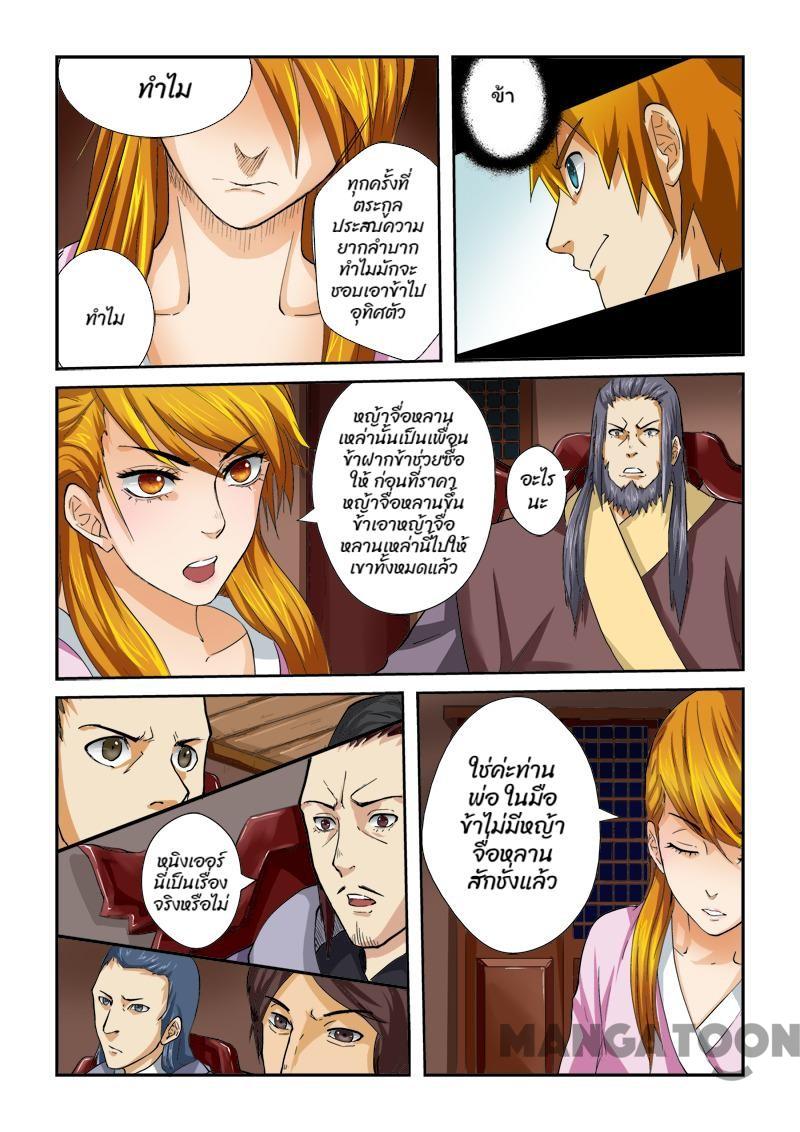 ทำไม
ทุกครั้งที่
ตระกูล
ประสบความ
ยากลำบาก
ทำไมมักจะ
ชอบเอาข้าไป
อุทิศตัว
ทำไม
ข้า
หญ้าจื่อหลาน
เหล่านั้นเป็นเพื่อน
ข้าฝากข้าช่วยซื้อ
ให้ ก่อนที่ราคา
หญ้าจื่อหลานขึ้น
ข้าเอาหญ้าจื่อ
หลานเหล่านี้ไปให้
เขาทั้งหมดแล้ว
อะไร
นะ
หนิงเออร์
นี่เป็นเรื่อง
จริงหรือไม่
ใช่ค่ะท่าน
พ่อ ในมือ
ข้าไม่มีหญ้า
จื่อหลาน
สักชั่งแล้ว
MANGATOON